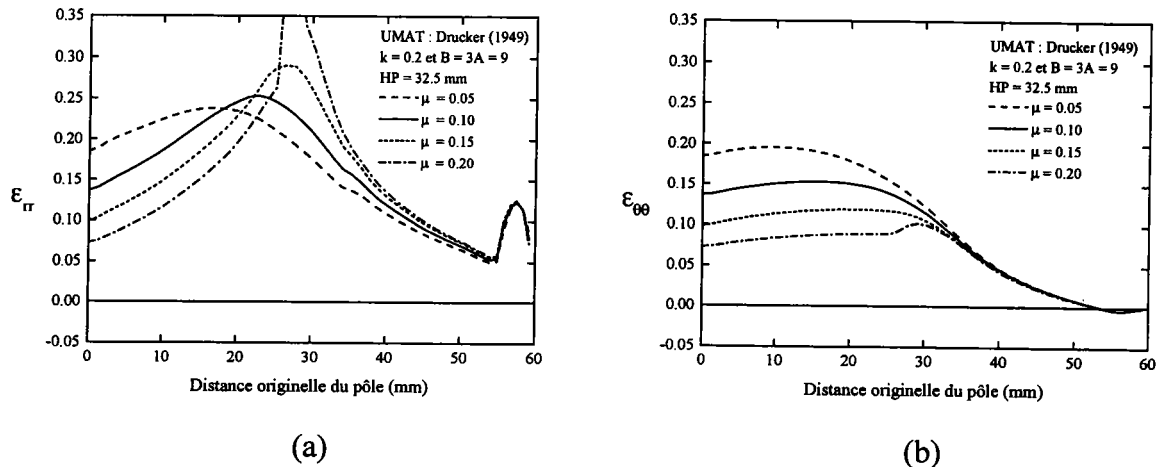 0.35
0.30
0.25
0.20
0.15
0.10
0.05
0.00
-0.05
εrr
UMAT : Drucker (1949)
k = 0.2 et B = 3A = 9
HP = 32.5 mm
μ = 0.05
μ = 0.10
μ = 0.15
μ = 0.20
0 10 20 30 40 50 60
Distance originelle du pôle (mm)
(a)
0.35
0.30
0.25
0.20
0.15
0.10
0.05
0.00
-0.05
εθθ
UMAT : Drucker (1949)
k = 0.2 et B = 3A = 9
HP = 32.5 mm
μ = 0.05
μ = 0.10
μ = 0.15
μ = 0.20
0 10 20 30 40 50 60
Distance originelle du pôle (mm)
(b)